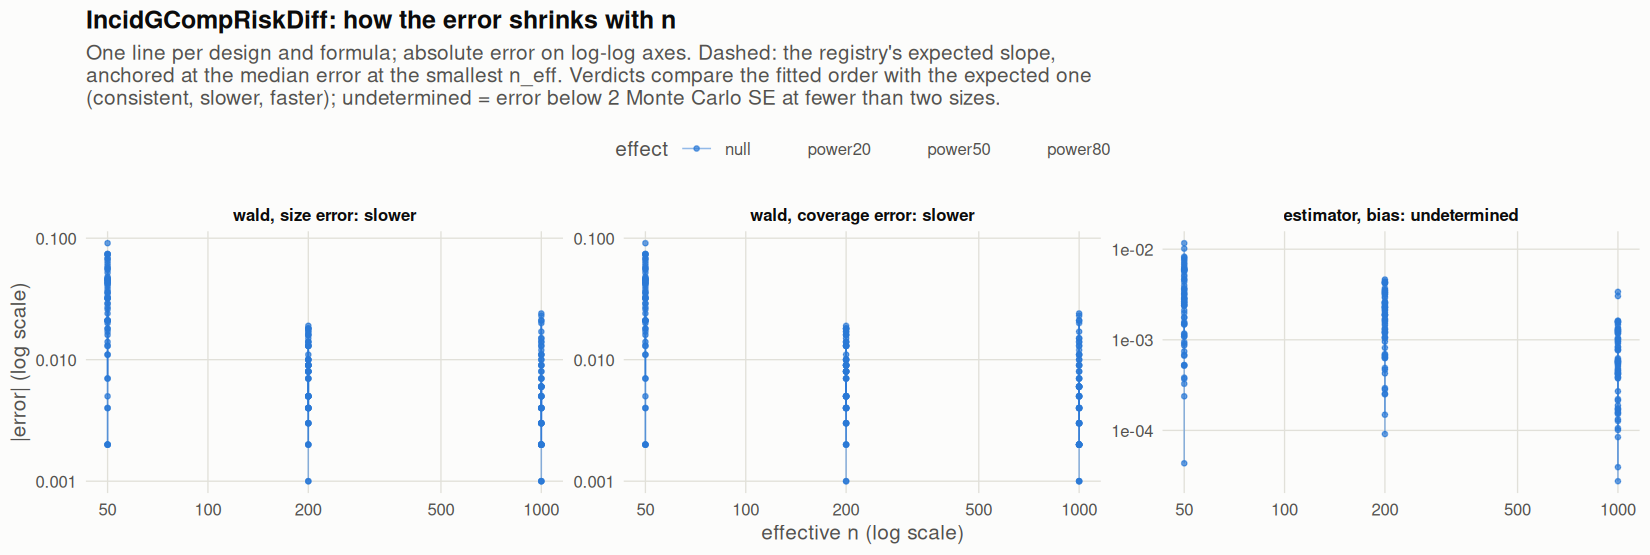 IncidGCompRiskDiff: how the error shrinks with n
One line per design and formula; absolute error on log-log axes. Dashed: the registry's expected slope,
anchored at the median error at the smallest n_eff. Verdicts compare the fitted order with the expected one
(consistent, slower, faster); undetermined = error below 2 Monte Carlo SE at fewer than two sizes.
effect null power20 power50 power80
wald, size error: slower
wald, coverage error: slower
estimator, bias: undetermined
|error| (log scale)
0.100
0.010
0.001
50 100 200 500 1000
0.100
0.010
0.001
50 100 200 500 1000
1e-02
1e-03
1e-04
50 100 200 500 1000
effective n (log scale)